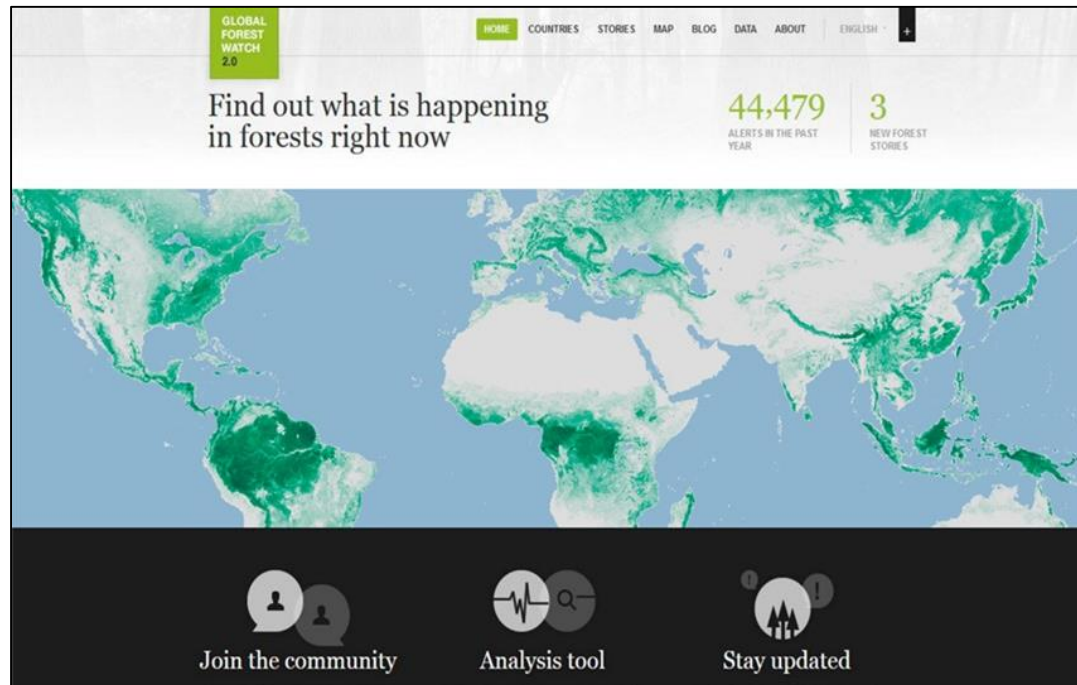 GLOBAL
FOREST
WATCH
2.0
HOME COUNTRIES STORIES MAP BLOG DATA ABOUT ENGLISH +
Find out what is happening
in forests right now
44,479
ALERTS IN THE PAST
YEAR
3
NEW FOREST
STORIES
Join the community
Analysis tool
Stay updated